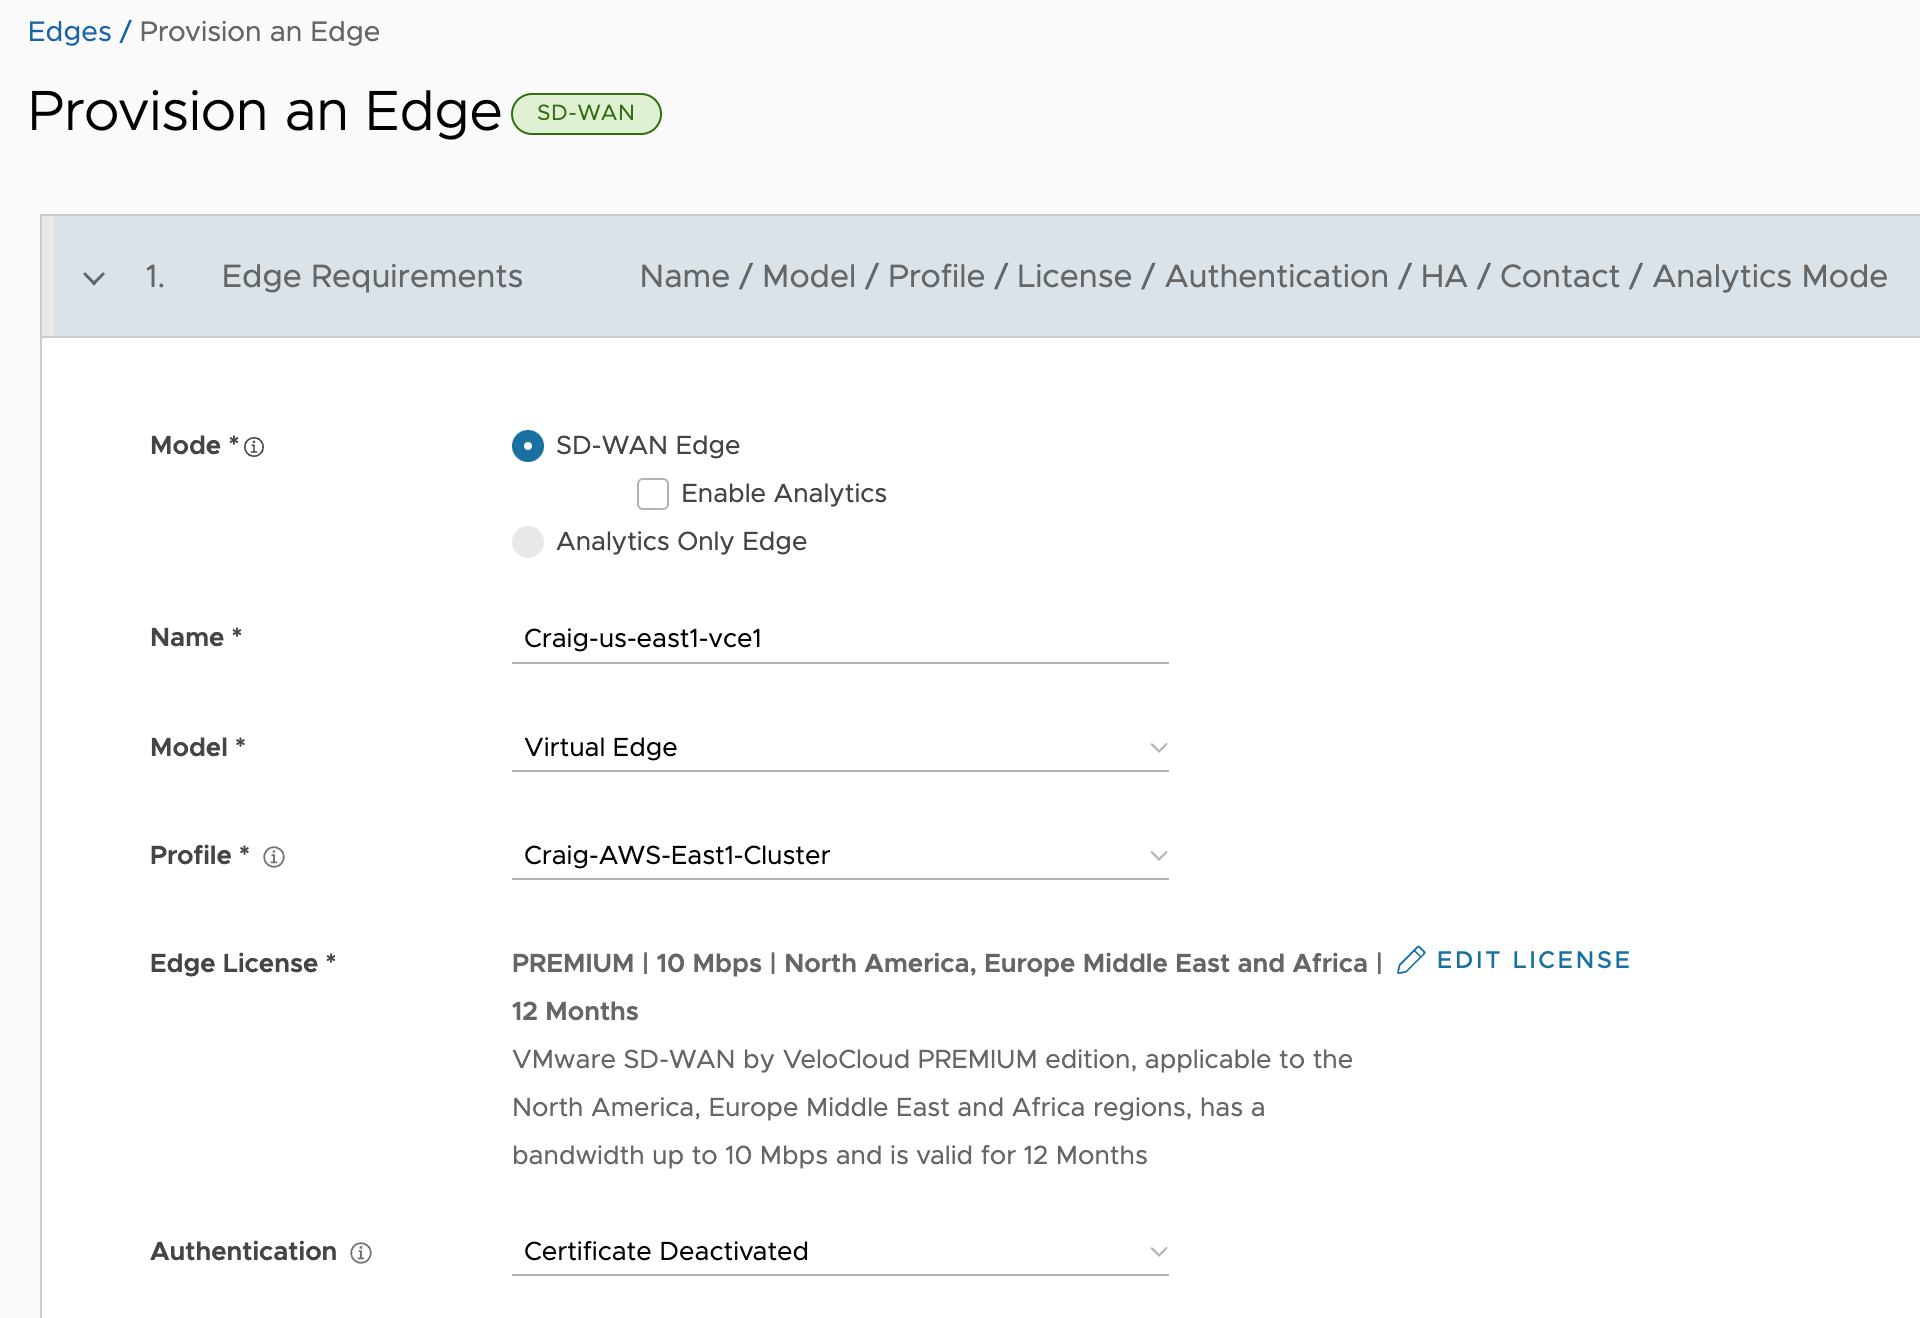 Edges / Provision an Edge
Provision an Edge SD-WAN
1. Edge Requirements Name / Model / Profile / License / Authentication / HA / Contact / Analytics Mode
Mode * SD-WAN Edge
Enable Analytics
Analytics Only Edge
Name * Craig-us-east1-vce1
Model * Virtual Edge
Profile * Craig-AWS-East1-Cluster
Edge License * PREMIUM | 10 Mbps | North America, Europe Middle East and Africa | EDIT LICENSE
12 Months
VMware SD-WAN by VeloCloud PREMIUM edition, applicable to the
North America, Europe Middle East and Africa regions, has a
bandwidth up to 10 Mbps and is valid for 12 Months
Authentication Certificate Deactivated